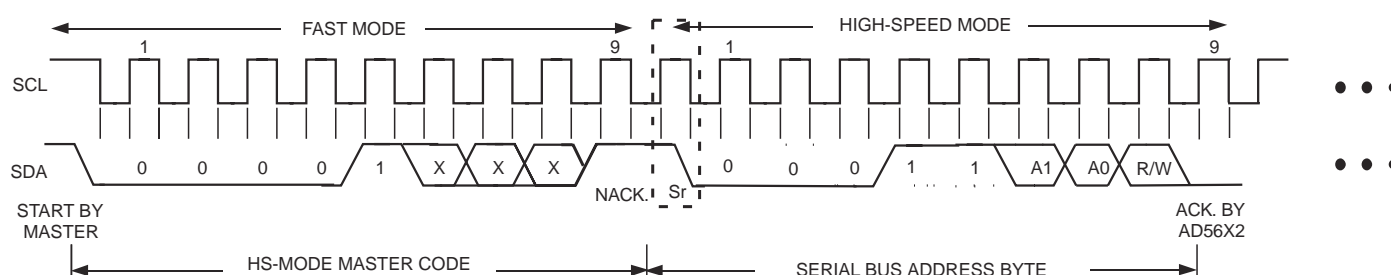 FAST MODE HIGH-SPEED MODE
1 9 1 9
SCL
SDA 0 0 0 0 1 X X X 0 0 0 1 1 A1 A0 R/W
NACK. Sr
START BY MASTER
ACK. BY AD56X2
HS-MODE MASTER CODE SERIAL BUS ADDRESS BYTE